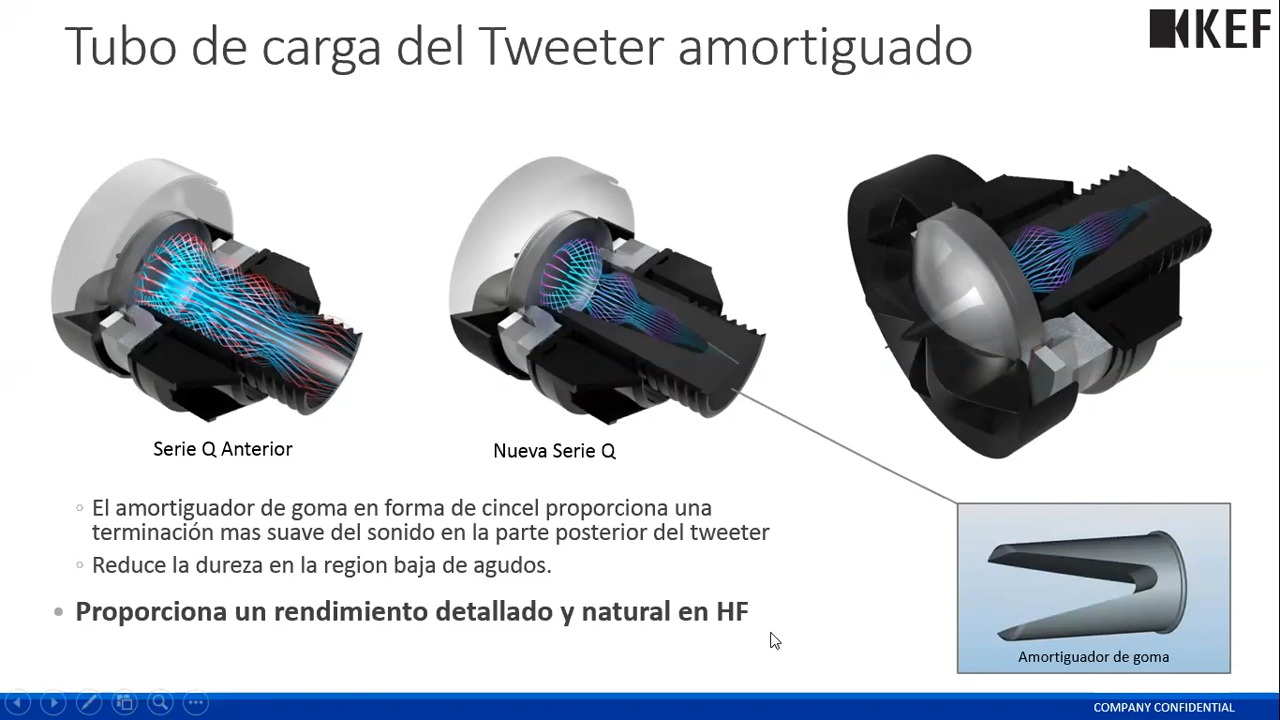 Tubo de carga del Tweeter amortiguado
KEF
Serie Q Anterior
Nueva Serie Q
El amortiguador de goma en forma de cincel proporciona una
terminación mas suave del sonido en la parte posterior del tweeter
Reduce la dureza en la region baja de agudos.
Proporciona un rendimiento detallado y natural en HF
Amortiguador de goma
COMPANY CONFIDENTIAL